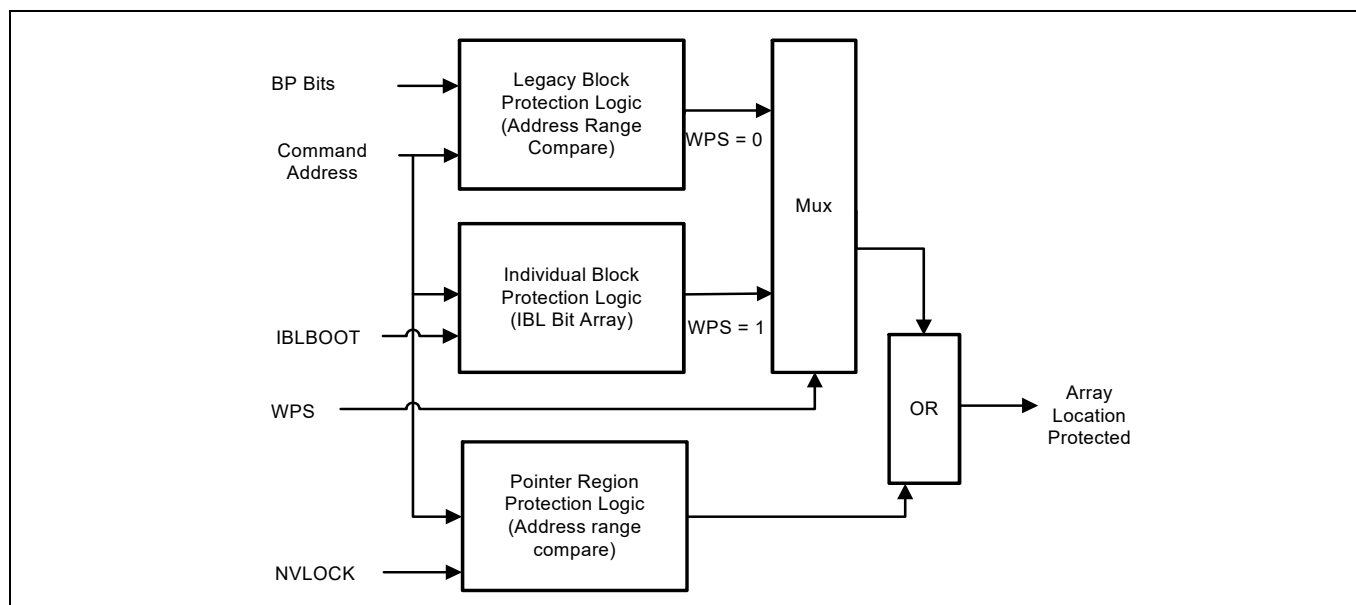 BP Bits
Command
Address
Legacy Block
Protection Logic
(Address Range
Compare)
WPS = 0
Mux
Individual Block
Protection Logic
(IBL Bit Array)
WPS = 1
IBLBOOT
WPS
OR
Array
Location
Protected
Pointer Region
Protection Logic
(Address range
compare)
NVLOCK